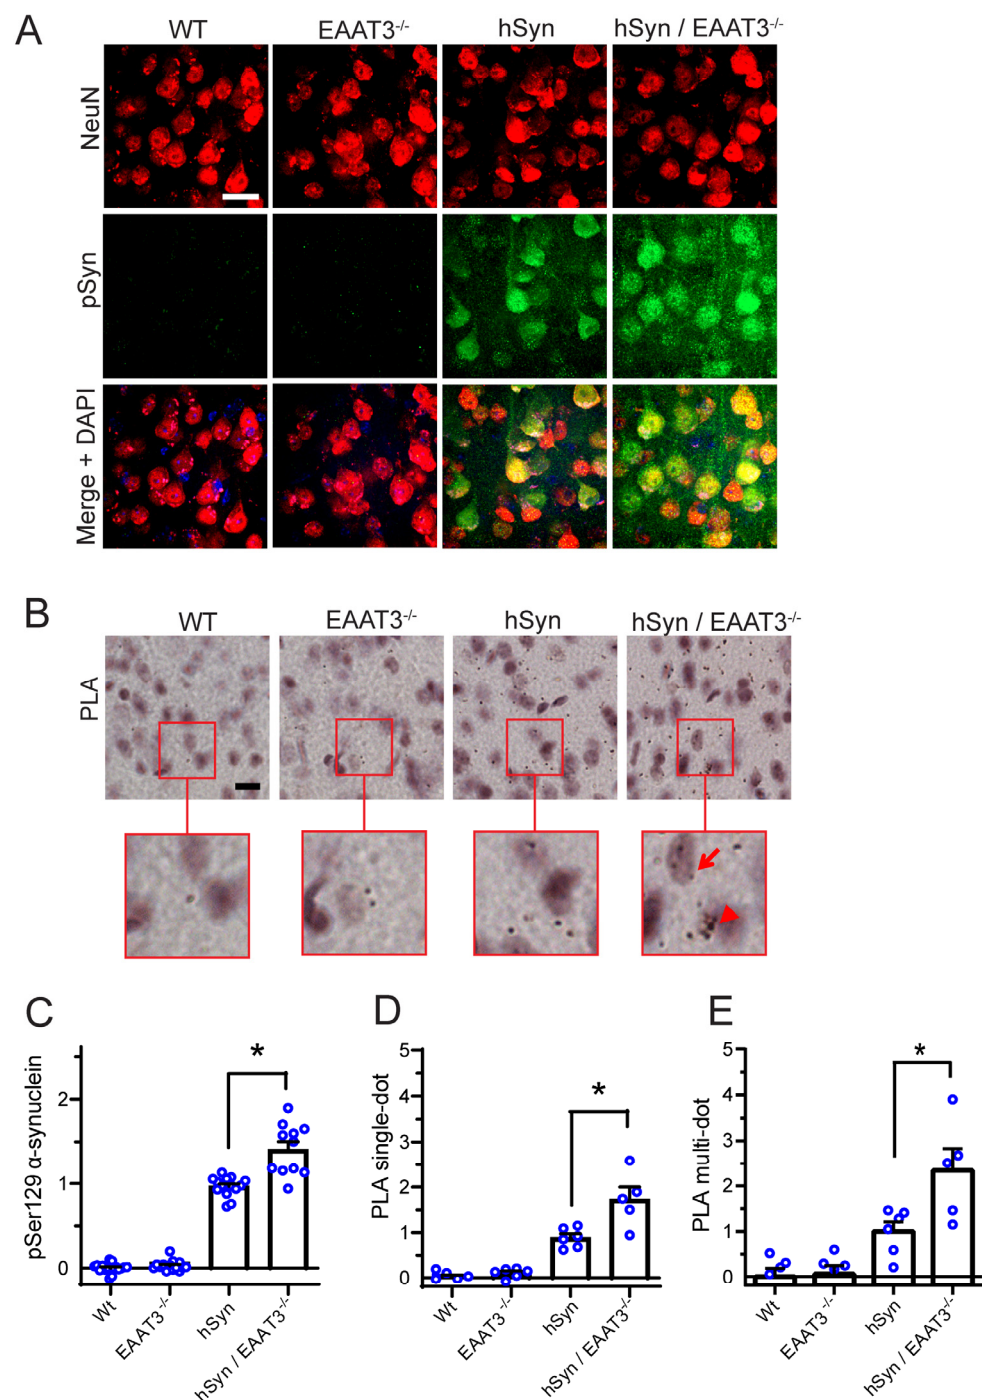 A
WT EAAT3-/- hSyn hSyn / EAAT3-/-
NeuN
pSyn
Merge + DAPI
B
WT EAAT3-/- hSyn hSyn / EAAT3-/-
PLA
C
pSer129 α-synuclein
2
1
0
*
Wt EAAT3-/- hSyn hSyn / EAAT3-/-
D
PLA single-dot
5
4
3
2
1
0
*
Wt EAAT3-/- hSyn hSyn / EAAT3-/-
E
PLA multi-dot
5
4
3
2
1
0
*
Wt EAAT3-/- hSyn hSyn / EAAT3-/-